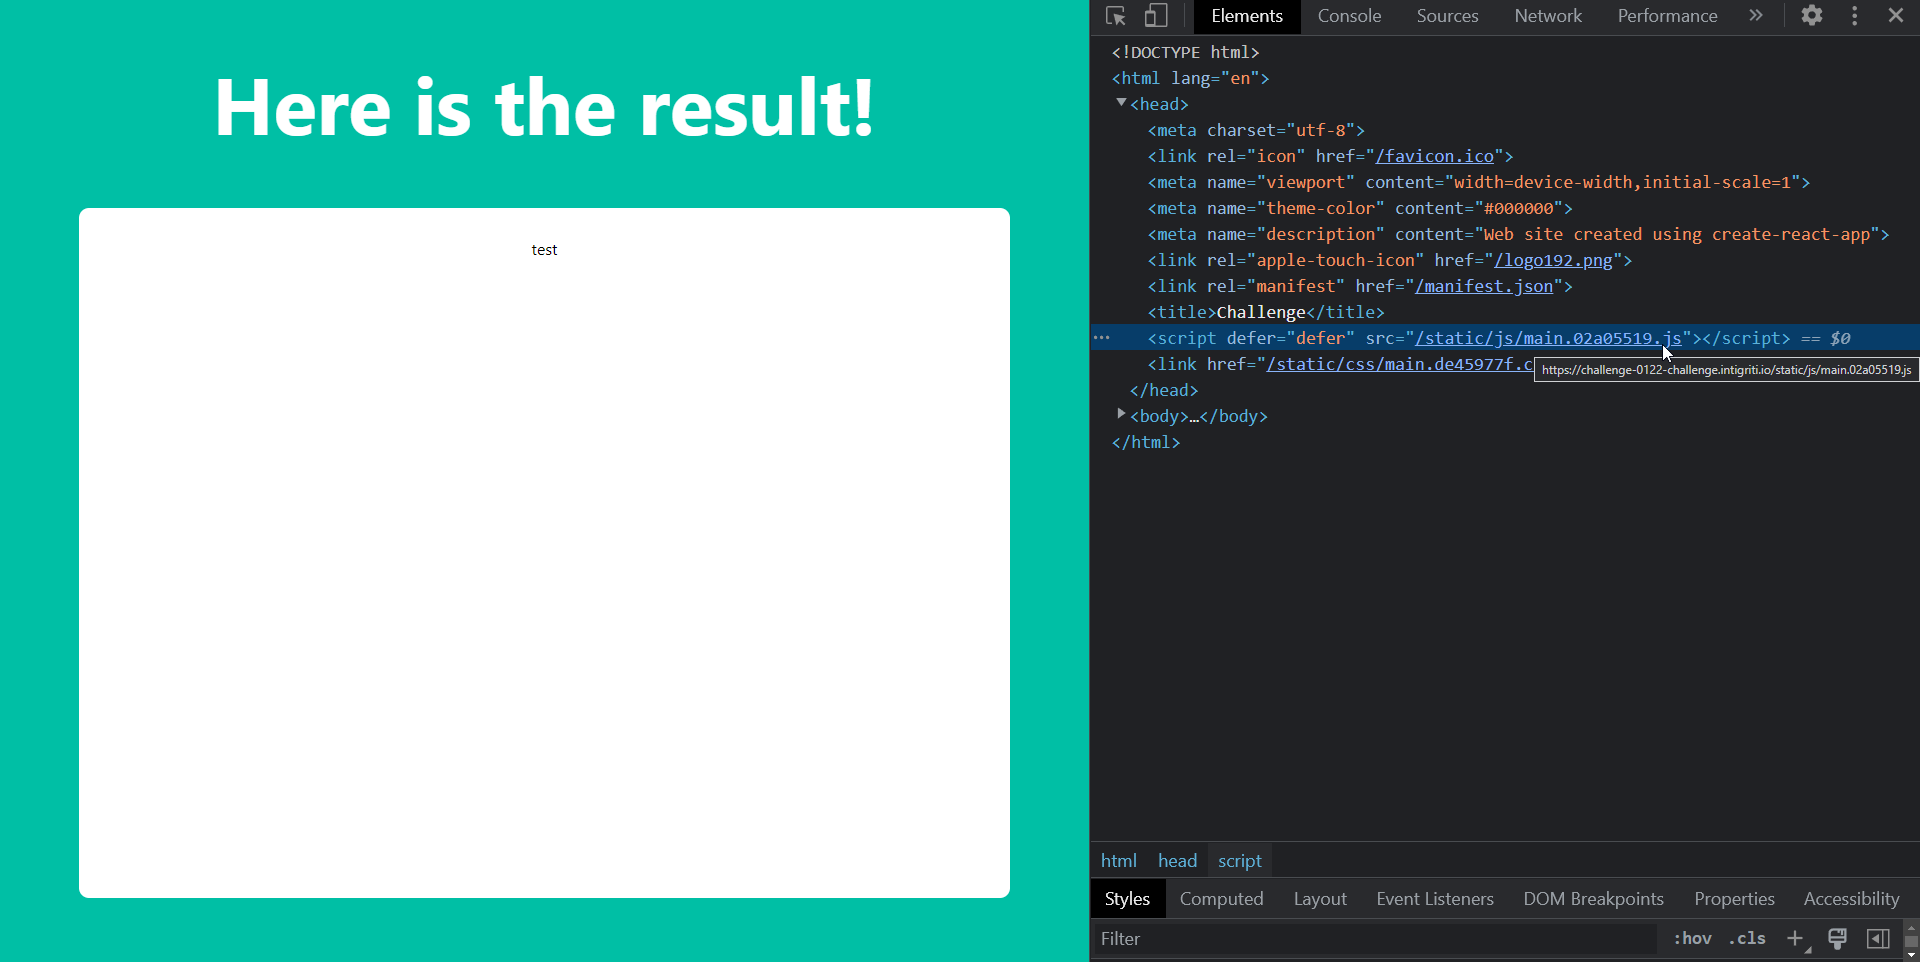 Here is the result!
test
Elements Console Sources Network Performance »
<!DOCTYPE html>
<html lang="en">
▼<head>
<meta charset="utf-8">
<link rel="icon" href="/favicon.ico">
<meta name="viewport" content="width=device-width,initial-scale=1">
<meta name="theme-color" content="#000000">
<meta name="description" content="Web site created using create-react-app">
<link rel="apple-touch-icon" href="/logo192.png">
<link rel="manifest" href="/manifest.json">
<title>Challenge</title>
<script defer="defer" src="/static/js/main.02a05519.js"></script> == $0
<link href="/static/css/main.de45977f.c
https://challenge-0122-challenge.intigriti.io/static/js/main.02a05519.js
</head>
▶<body>…</body>
</html>
html head script
Styles Computed Layout Event Listeners DOM Breakpoints Properties Accessibility
Filter :hov .cls +